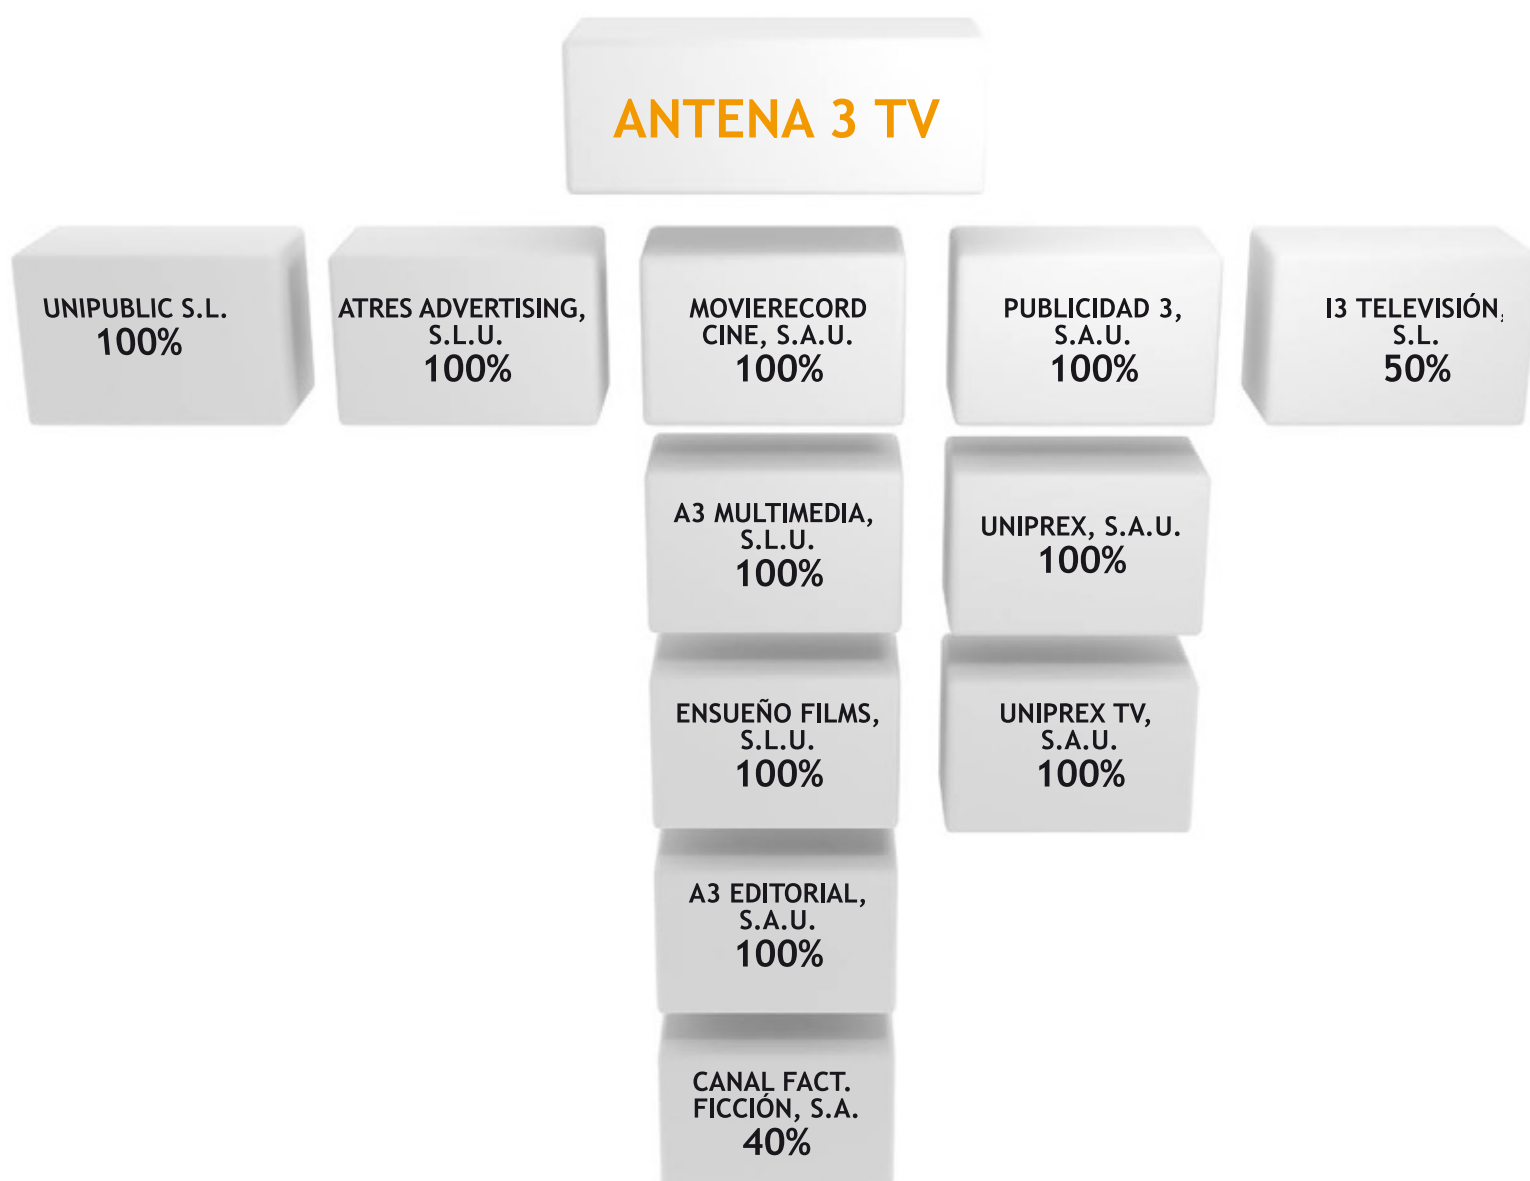 ANTENA 3 TV
UNIPUBLIC S.L.
100%
ATRES ADVERTISING,
S.L.U.
100%
MOVIERECORD
CINE, S.A.U.
100%
PUBLICIDAD 3,
S.A.U.
100%
I3 TELEVISIÓN,
S.L.
50%
A3 MULTIMEDIA,
S.L.U.
100%
UNIPREX, S.A.U.
100%
ENSUEÑO FILMS,
S.L.U.
100%
UNIPREX TV,
S.A.U.
100%
A3 EDITORIAL,
S.A.U.
100%
CANAL FACT.
FICCIÓN, S.A.
40%